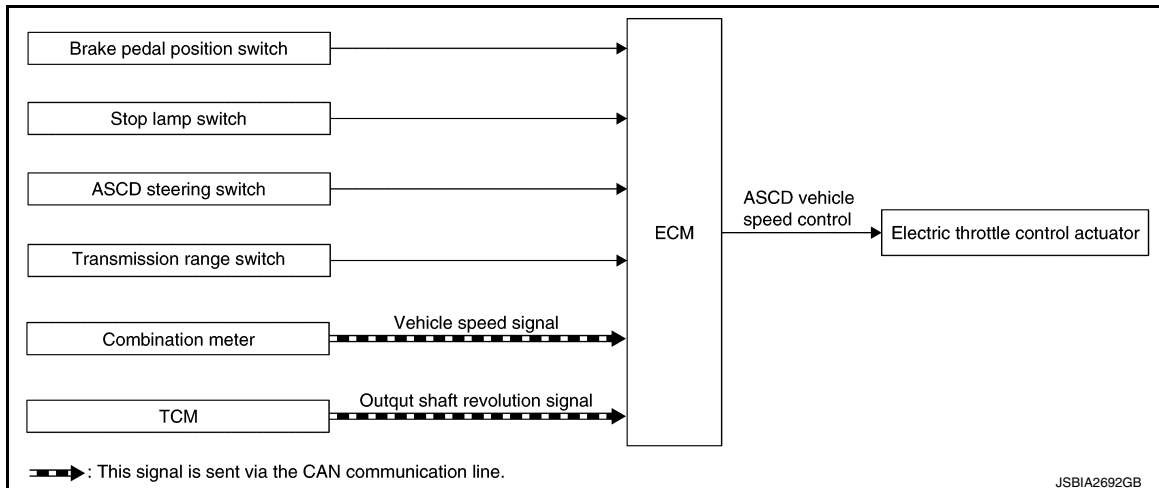 Brake pedal position switch
Stop lamp switch
ASCD steering switch
Transmission range switch
Combination meter
Vehicle speed signal
TCM
Outqut shaft revolution signal
ECM
ASCD vehicle
speed control
Electric throttle control actuator
: This signal is sent via the CAN communication line.
JSBIA2692GB